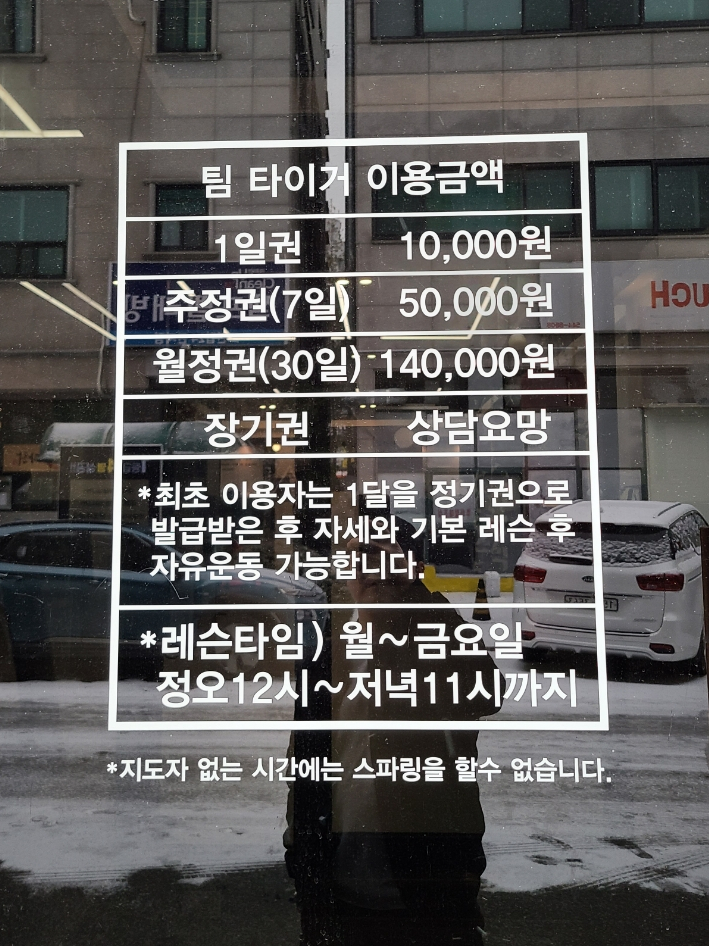 팀 타이거 이용금액
1일권 10,000원
주정권(7일) 50,000원
월정권(30일) 140,000원
장기권 상담요망
*최초 이용자는 1달을 정기권으로
발급받은 후 자세와 기본 레슨 후
자유운동 가능합니다.
*레슨타임) 월~금요일
정오12시~저녁11시까지
*지도자 없는 시간에는 스파링을 할수 없습니다.